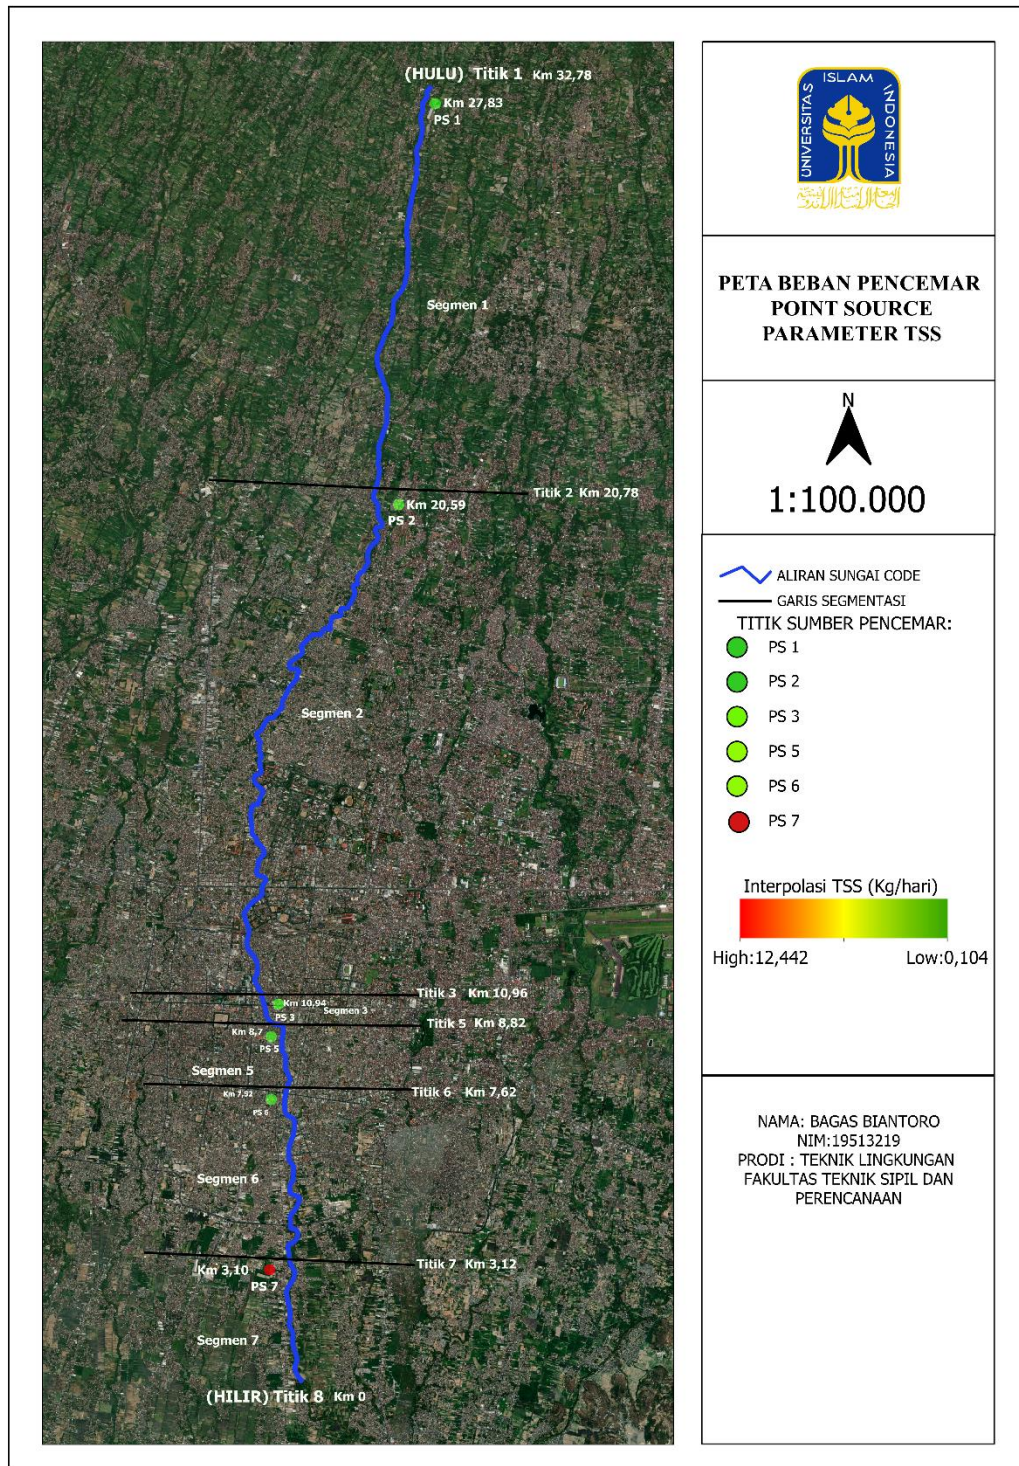 (HULU) Titik 1 Km 32,78
Km 27,83
PS 1
Segmen 1
Titik 2 Km 20,78
Km 20,59
PS 2
Segmen 2
Titik 3 Km 10,96
Km 10,94
Segmen 3
PS 3
Titik 5 Km 8,82
Km 8,7
PS 5
Segmen 5
Titik 6 Km 7,62
Km 7,52
PS 6
Segmen 6
Titik 7 Km 3,12
Km 3,10
PS 7
Segmen 7
(HILIR) Titik 8 Km 0
UNIVERSITAS ISLAM INDONESIA
PETA BEBAN PENCEMAR
POINT SOURCE
PARAMETER TSS
N
1:100.000
ALIRAN SUNGAI CODE
GARIS SEGMENTASI
TITIK SUMBER PENCEMAR:
PS 1
PS 2
PS 3
PS 5
PS 6
PS 7
Interpolasi TSS (Kg/hari)
High:12,442 Low:0,104
NAMA: BAGAS BIANTORO
NIM:19513219
PRODI : TEKNIK LINGKUNGAN
FAKULTAS TEKNIK SIPIL DAN
PERENCANAAN